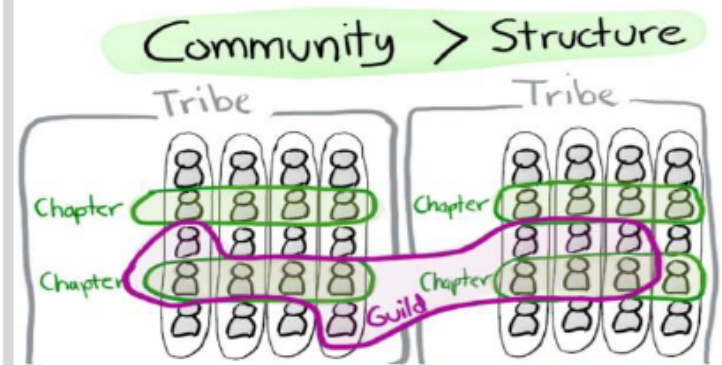 Community > Structure
Tribe
Tribe
Chapter
Chapter
Chapter
Chapter
Guild